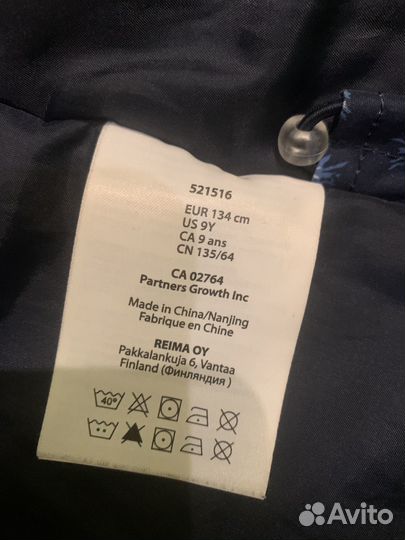 521516
EUR 134 cm
US 9Y
CA 9 ans
CN 135/64
CA 02764
Partners Growth Inc
Made in China/Nanjing
Fabrique en Chine
REIMA OY
Pakkalankuja 6, Vantaa
Finland (Финляндия )
40°
Avito